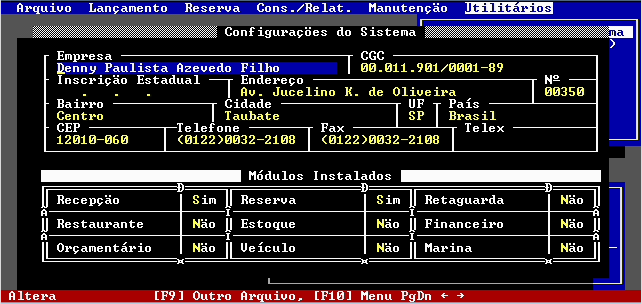 Arquivo Lançamento Reserva Cons./Relat. Manutenção Utilitários
Configurações do Sistema
ma
Empresa CGC
Denny Paulista Azevedo Filho 00.011.901/0001-89
Inscrição Estadual Endereço Nº
. . . Av. Jucelino K. de Oliveira 00350
Bairro Cidade UF País
Centro Taubate SP Brasil
CEP Telefone Fax Telex
12010-060 (0122)0032-2108 (0122)0032-2108
Módulos Instalados
Recepção Sim Reserva Sim Retaguarda Não
Restaurante Não Estoque Não Financeiro Não
Orçamentário Não Veículo Não Marina Não
Altera [F9] Outro Arquivo, [F10] Menu PgDn ← →